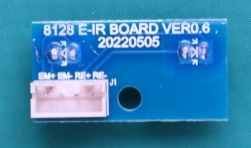 8128 E-IR BOARD VER0.6
20220505
EM+ EM- RE+ RE-
J1